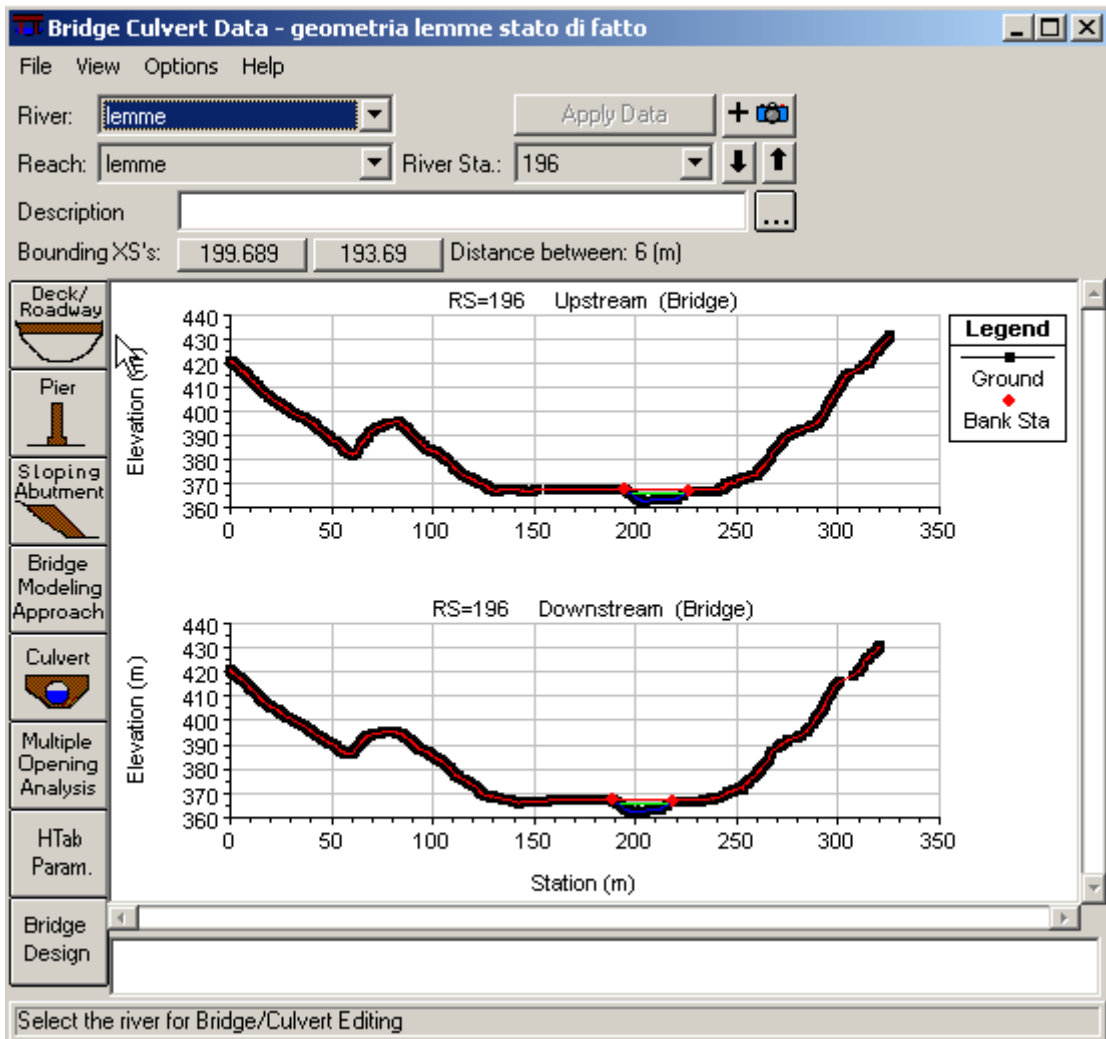 Bridge Culvert Data - geometria lemme stato di fatto
File View Options Help
River: lemme Apply Data +
Reach: lemme River Sta.: 196
Description ...
Bounding XS's: 199.689 193.69 Distance between: 6 (m)
Deck/
Roadway
Pier
Sloping
Abutment
Bridge
Modeling
Approach
Culvert
Multiple
Opening
Analysis
HTab
Param.
Bridge
Design
RS=196 Upstream (Bridge)
Elevation (m)
440
430
420
410
400
390
380
370
360
0 50 100 150 200 250 300 350
Legend
Ground
Bank Sta
RS=196 Downstream (Bridge)
Elevation (m)
440
430
420
410
400
390
380
370
360
0 50 100 150 200 250 300 350
Station (m)
Select the river for Bridge/Culvert Editing